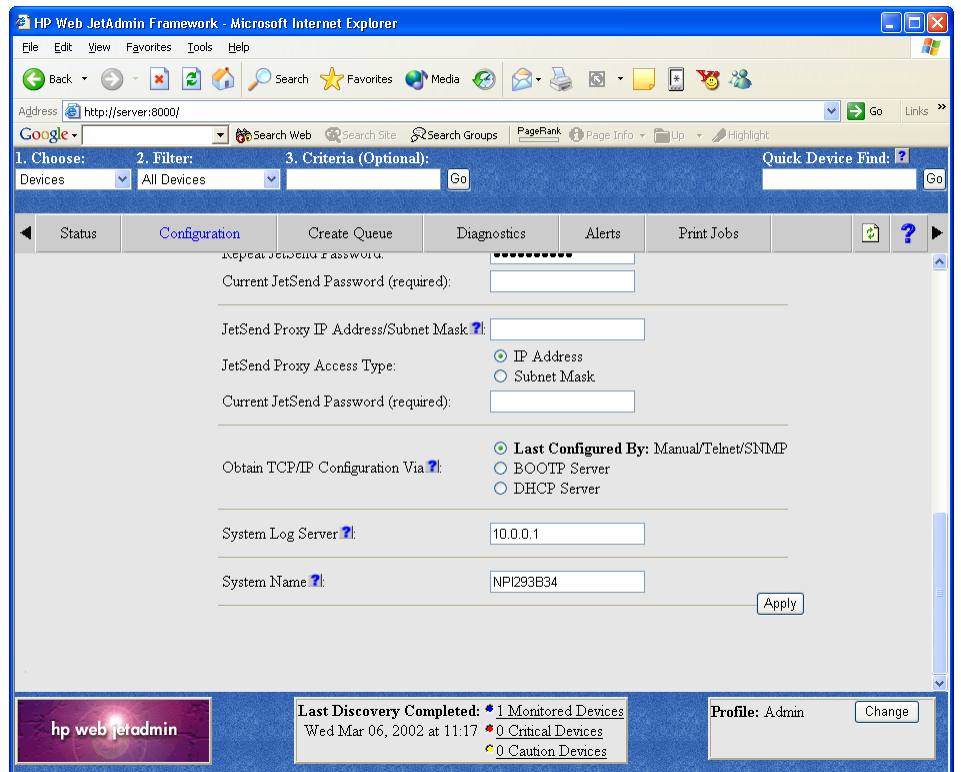 HP Web JetAdmin Framework - Microsoft Internet Explorer
File Edit View Favorites Tools Help
Back Search Favorites Media
Address http://server:8000/ Go Links »
Google Search Web Search Site Search Groups PageRank Page Info Up Highlight
1. Choose: 2. Filter: 3. Criteria (Optional): Quick Device Find: ?
Devices All Devices Go Go
Status Configuration Create Queue Diagnostics Alerts Print Jobs ?
Repeat JetSend Password:
Current JetSend Password (required):
JetSend Proxy IP Address/Subnet Mask ?:
JetSend Proxy Access Type:
IP Address
Subnet Mask
Current JetSend Password (required):
Obtain TCP/IP Configuration Via ?:
Last Configured By: Manual/Telnet/SNMP
BOOTP Server
DHCP Server
System Log Server ?: 10.0.0.1
System Name ?: NPI293B34
Apply
hp web jetadmin
Last Discovery Completed:
Wed Mar 06, 2002 at 11:17
1 Monitored Devices
0 Critical Devices
0 Caution Devices
Profile: Admin Change